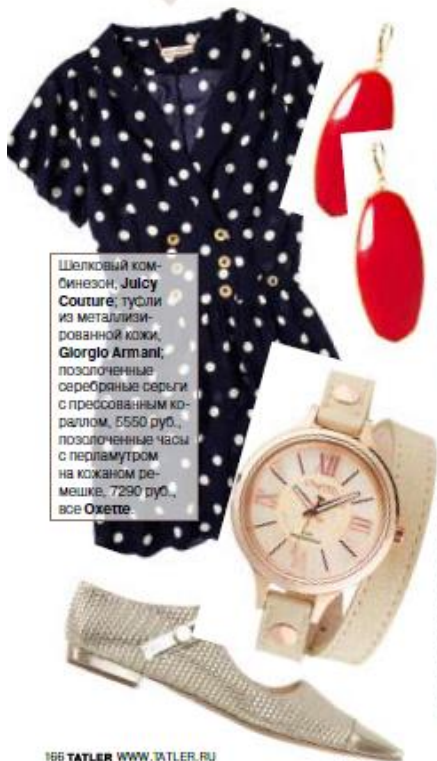 Шелковый ком-
бинезон, Juicy
Couture; туфли
из металлизи-
рованной кожи,
Giorgio Armani;
позолоченные
серебряные серьги
с прессованным ко-
раллом, 5550 руб.,
позолоченные часы
с перламутром
на кожаном ре-
мешке, 7290 руб.,
все Oxette.
OXETTE
166 TATLER WWW.TATLER.RU